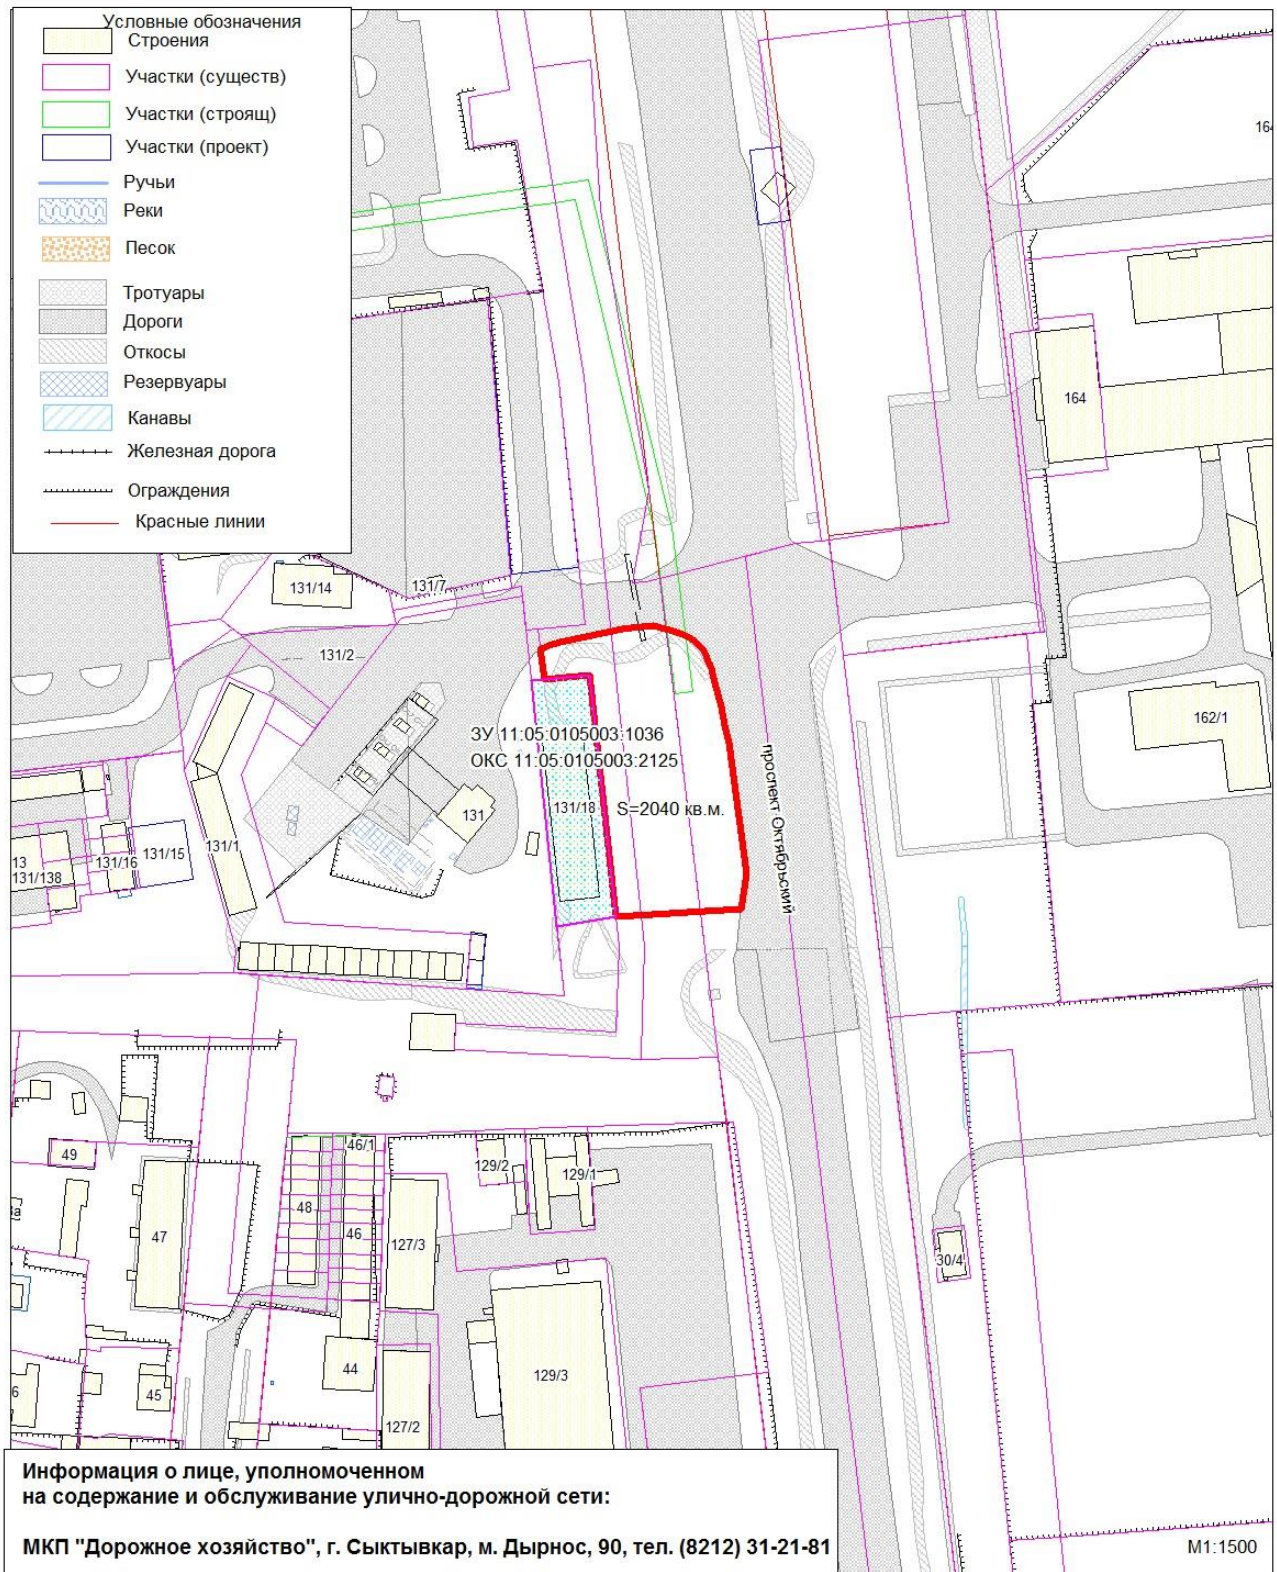 Условные обозначения
Строения
Участки (существ)
Участки (строящ)
Участки (проект)
Ручьи
Реки
Песок
Тротуары
Дороги
Откосы
Резервуары
Канавы
Железная дорога
Ограждения
Красные линии
164
131/14
131/7
131/2
162/1
ЗУ 11:05:0105003:1036
ОКС 11:05:0105003:2125
131/18
S=2040 кв.м.
проспект Октябрьский
131
131/1
131/15
131/16
13
131/138
46/1
49
129/2
129/1
48
46
47
127/3
30/4
44
129/3
45
127/2
Информация о лице, уполномоченном
на содержание и обслуживание улично-дорожной сети:
МКП "Дорожное хозяйство", г. Сыктывкар, м. Дырнос, 90, тел. (8212) 31-21-81
М1:1500